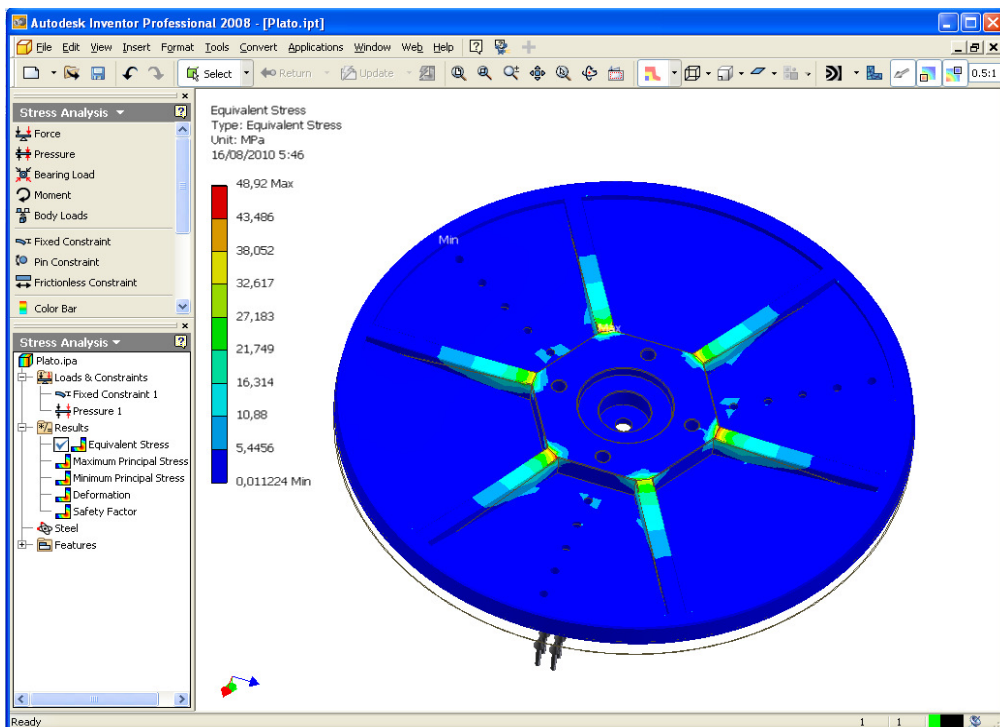 Autodesk Inventor Professional 2008 - [Plato.ipt]
File Edit View Insert Format Tools Convert Applications Window Web Help
Select Return Update 0.5:1
Stress Analysis
Force
Pressure
Bearing Load
Moment
Body Loads
Fixed Constraint
Pin Constraint
Frictionless Constraint
Color Bar
Stress Analysis
Plato.ipa
Loads & Constraints
Fixed Constraint 1
Pressure 1
Results
Equivalent Stress
Maximum Principal Stress
Minimum Principal Stress
Deformation
Safety Factor
Steel
Features
Equivalent Stress
Type: Equivalent Stress
Unit: MPa
16/08/2010 5:46
48,92 Max
43,486
38,052
32,617
27,183
21,749
16,314
10,88
5,4456
0,011224 Min
Min
Max
Ready 1 1